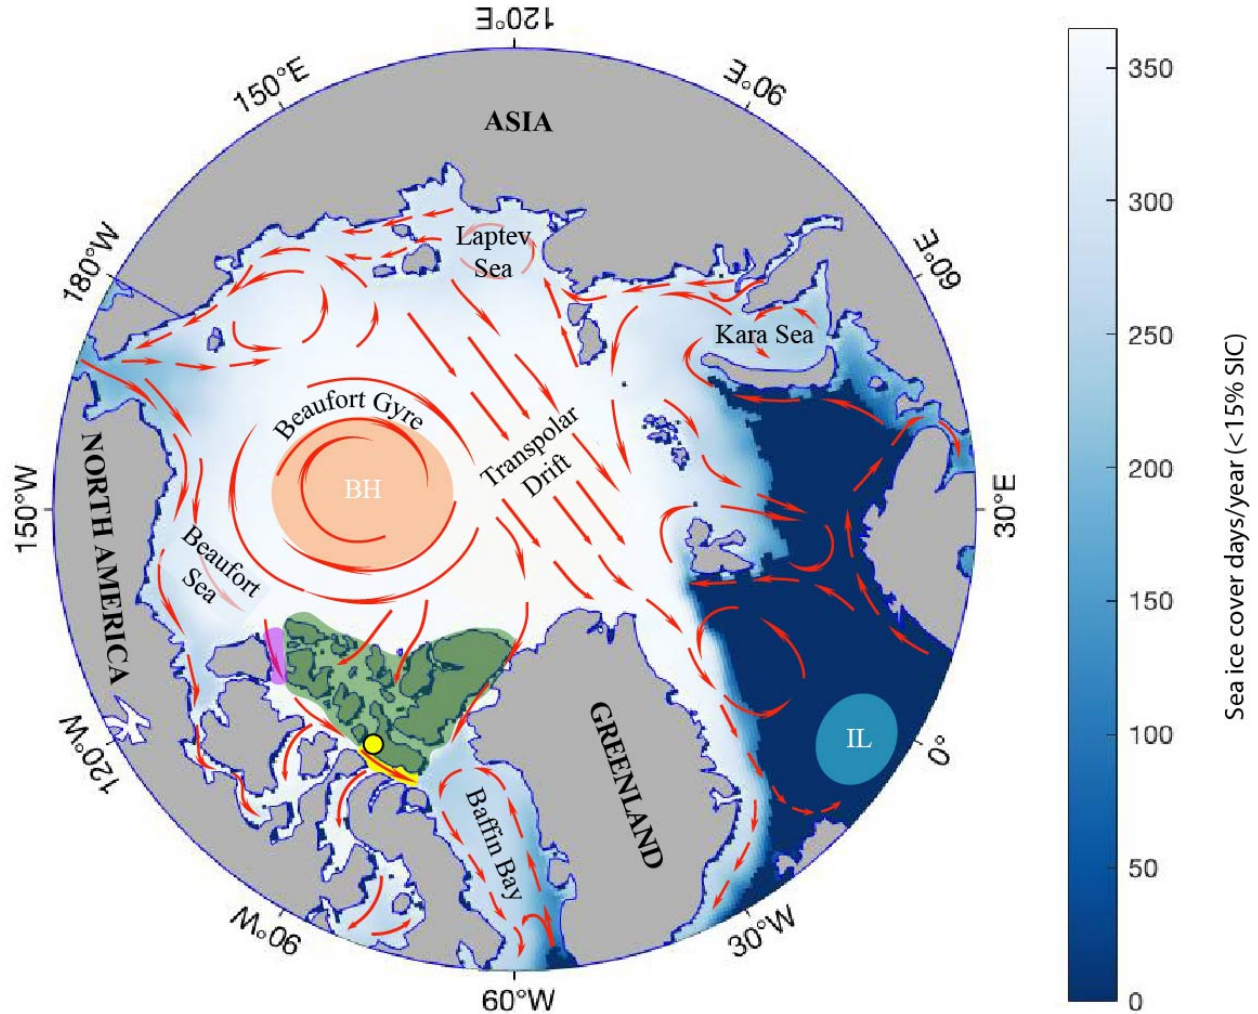 120°E
150°E
90°E
ASIA
180°W
60°E
Laptev
Sea
Kara Sea
Beaufort Gyre
Transpolar
Drift
NORTH AMERICA
BH
150°W
30°E
Beaufort
Sea
GREENLAND
IL
120°W
0°
Baffin Bay
90°W
30°W
60°W
350
300
250
200
150
100
50
0
Sea ice cover days/year (<15% SIC)